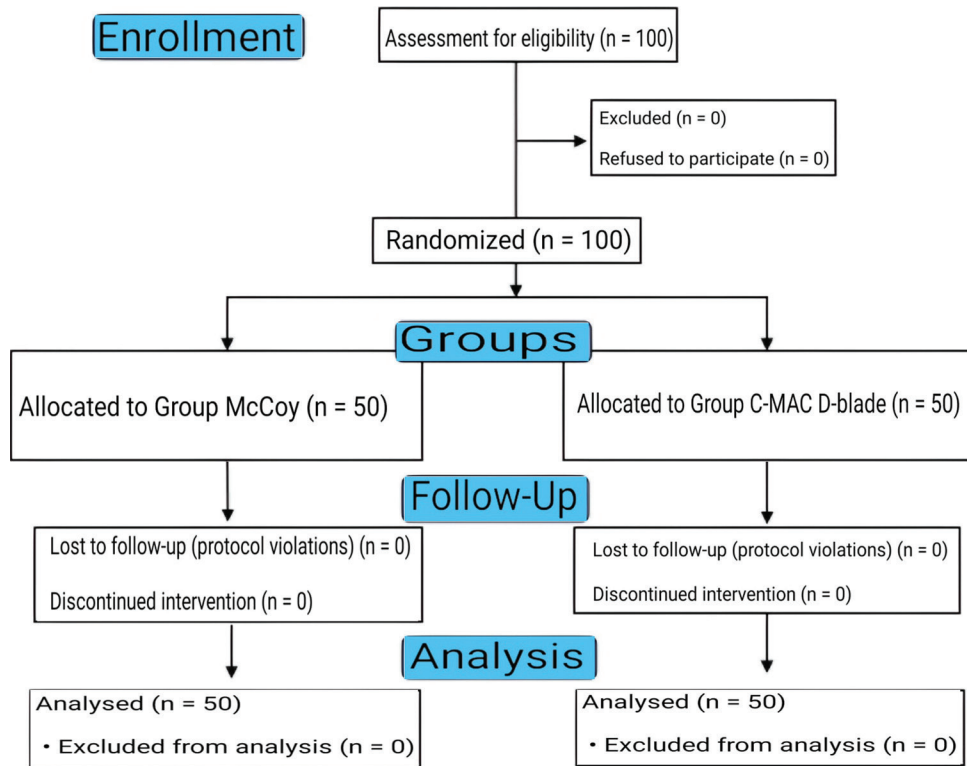 Enrollment
Assessment for eligibility (n = 100)
Excluded (n = 0)
Refused to participate (n = 0)
Randomized (n = 100)
Groups
Allocated to Group McCoy (n = 50)
Allocated to Group C-MAC D-blade (n = 50)
Follow-Up
Lost to follow-up (protocol violations) (n = 0)
Discontinued intervention (n = 0)
Lost to follow-up (protocol violations) (n = 0)
Discontinued intervention (n = 0)
Analysis
Analysed (n = 50)
• Excluded from analysis (n = 0)
Analysed (n = 50)
• Excluded from analysis (n = 0)